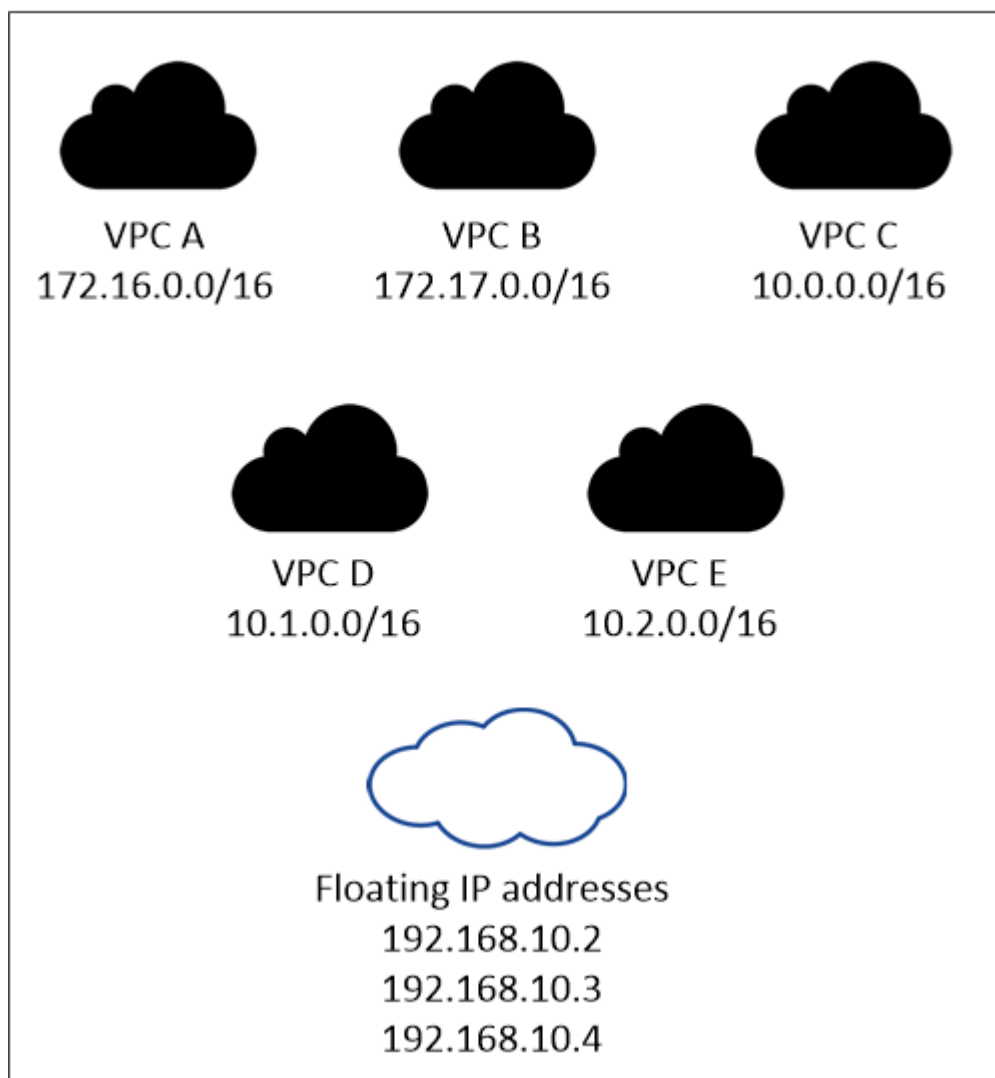 VPC A
172.16.0.0/16
VPC B
172.17.0.0/16
VPC C
10.0.0.0/16
VPC D
10.1.0.0/16
VPC E
10.2.0.0/16
Floating IP addresses
192.168.10.2
192.168.10.3
192.168.10.4